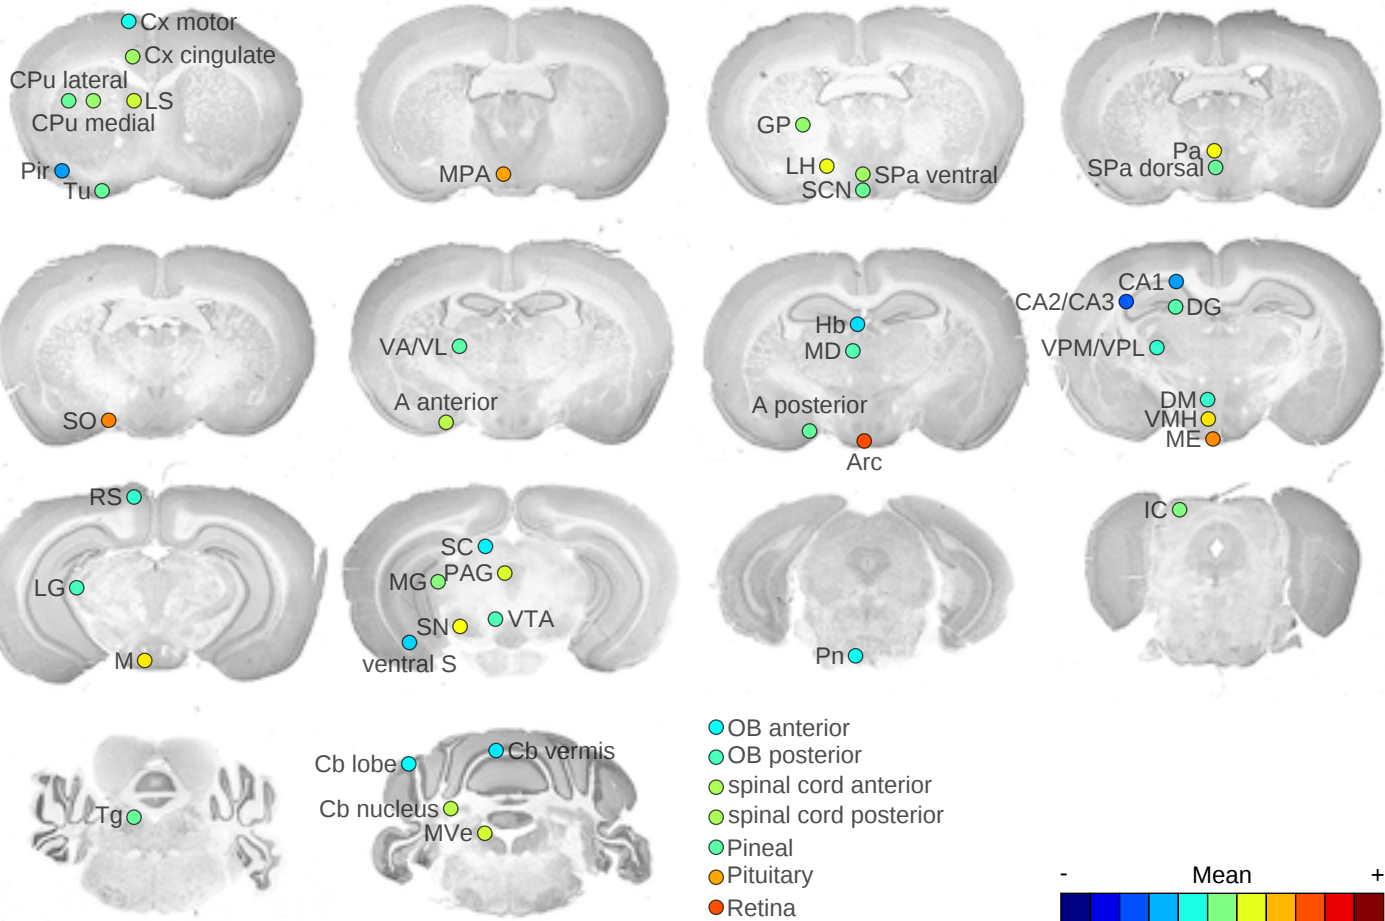 Cx motor
Cx cingulate
CPu lateral
LS
CPu medial
Pir
Tu
MPA
GP
LH
SPa ventral
SCN
Pa
SPa dorsal
SO
VA/VL
A anterior
Hb
MD
A posterior
Arc
CA1
CA2/CA3
DG
VPM/VPL
DM
VMH
ME
RS
LG
M
SC
MG
PAG
SN
VTA
ventral S
Pn
IC
Tg
Cb lobe
Cb vermis
Cb nucleus
MVe
OB anterior
OB posterior
spinal cord anterior
spinal cord posterior
Pineal
Pituitary
Retina
- Mean +